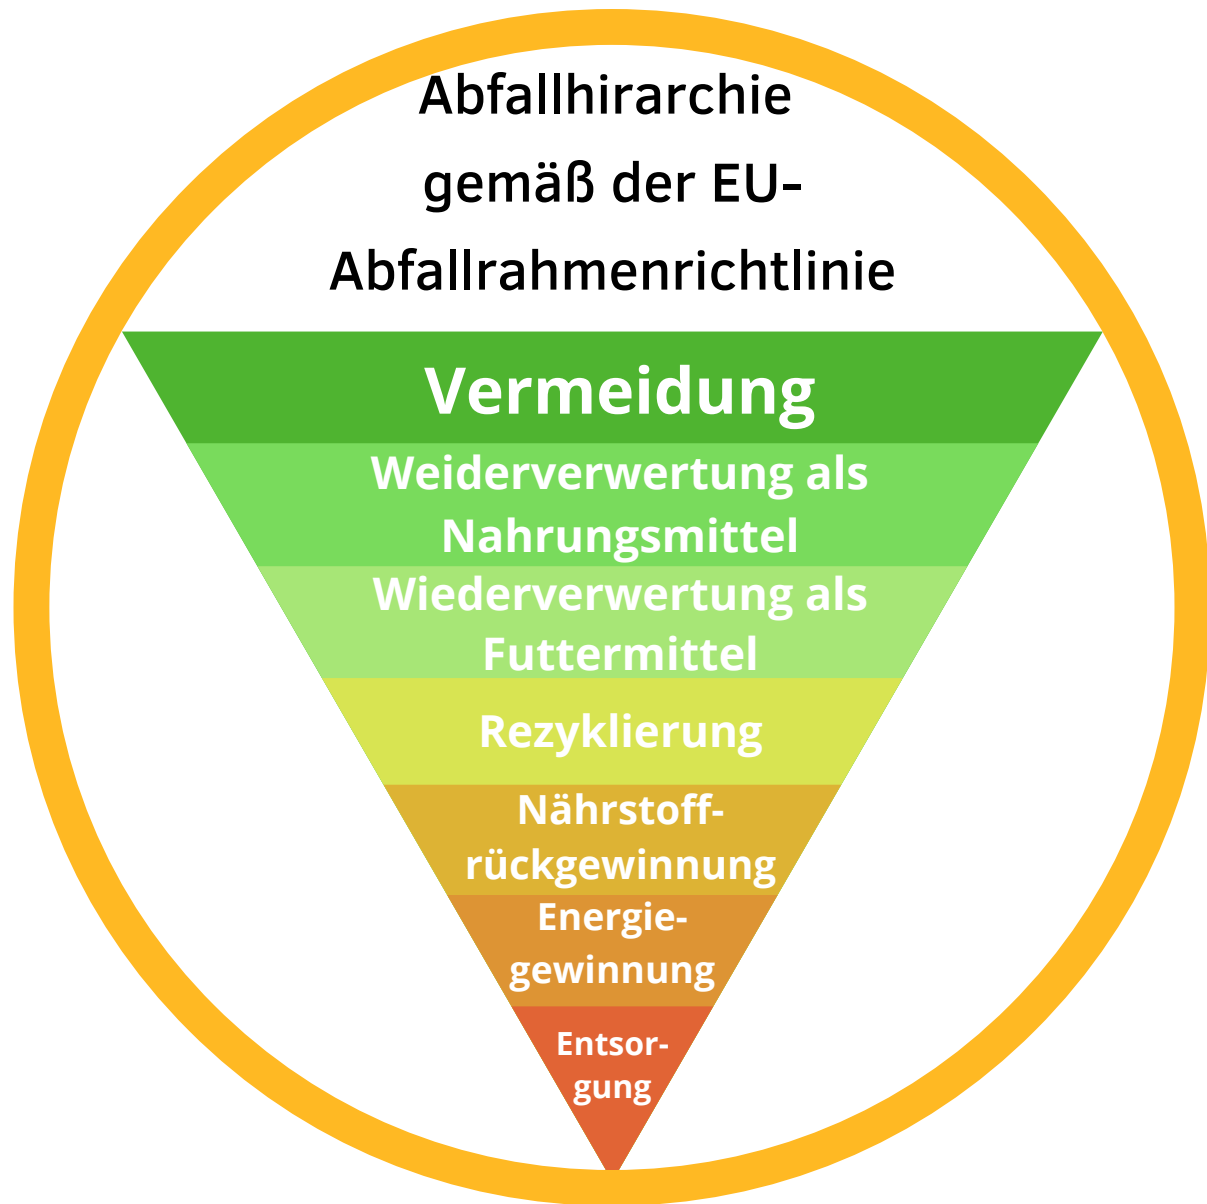 Abfallhirarchie
gemäß der EU-
Abfallrahmenrichtlinie
Vermeidung
Weiderverwertung als
Nahrungsmittel
Wiederverwertung als
Futtermittel
Rezyklierung
Nährstoff-
rückgewinnung
Energie-
gewinnung
Entsor-
gung